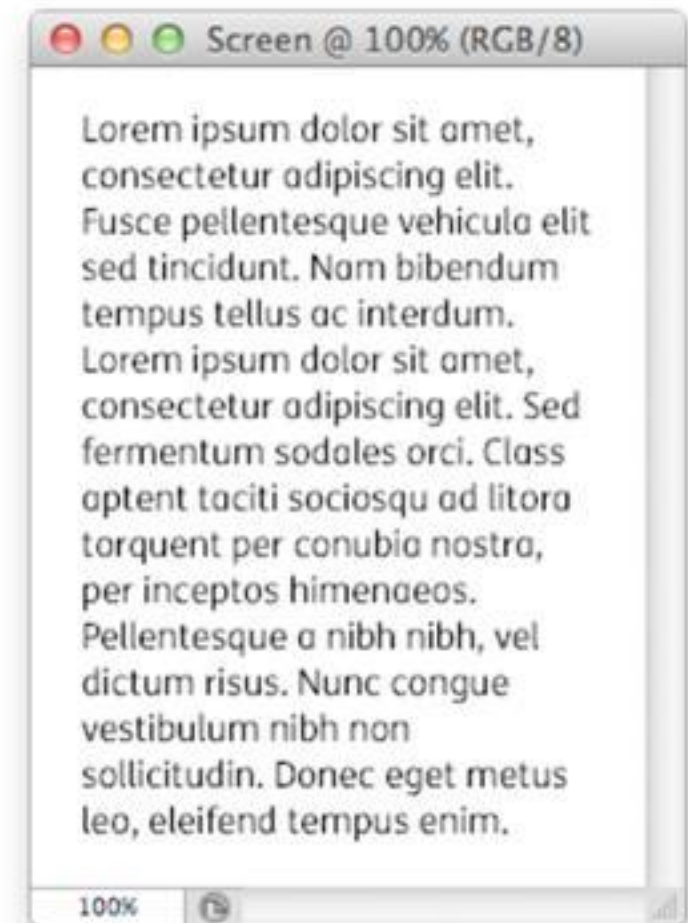 Screen @ 100% (RGB/8)
Lorem ipsum dolor sit amet,
consectetur adipiscing elit.
Fusce pellentesque vehicula elit
sed tincidunt. Nam bibendum
tempus tellus ac interdum.
Lorem ipsum dolor sit amet,
consectetur adipiscing elit. Sed
fermentum sodales orci. Class
aptent taciti sociosqu ad litora
torquent per conubia nostra,
per inceptos himenaeos.
Pellentesque a nibh nibh, vel
dictum risus. Nunc congue
vestibulum nibh non
sollicitudin. Donec eget metus
leo, eleifend tempus enim.
100%